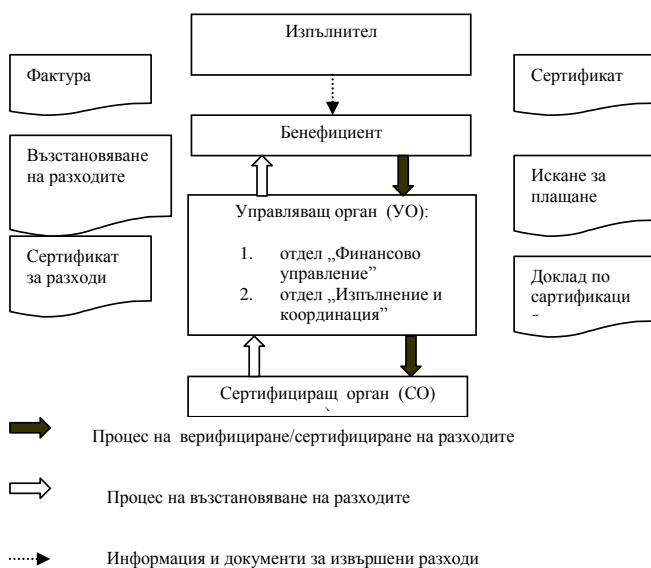 Изпълнител
Фактура
Сертификат
Бенефициент
Възстановяване
на разходите
Искане за
плащане
Управляващ орган (УО):
1. отдел „Финансово
управление”
2. отдел „Изпълнение и
координация”
Сертификат
за разходи
Доклад по
сартификаци
Сертифициращ орган (СО)
Процес на верифициране/сертифициране на разходите
Процес на възстановяване на разходите
Информация и документи за извършени разходи